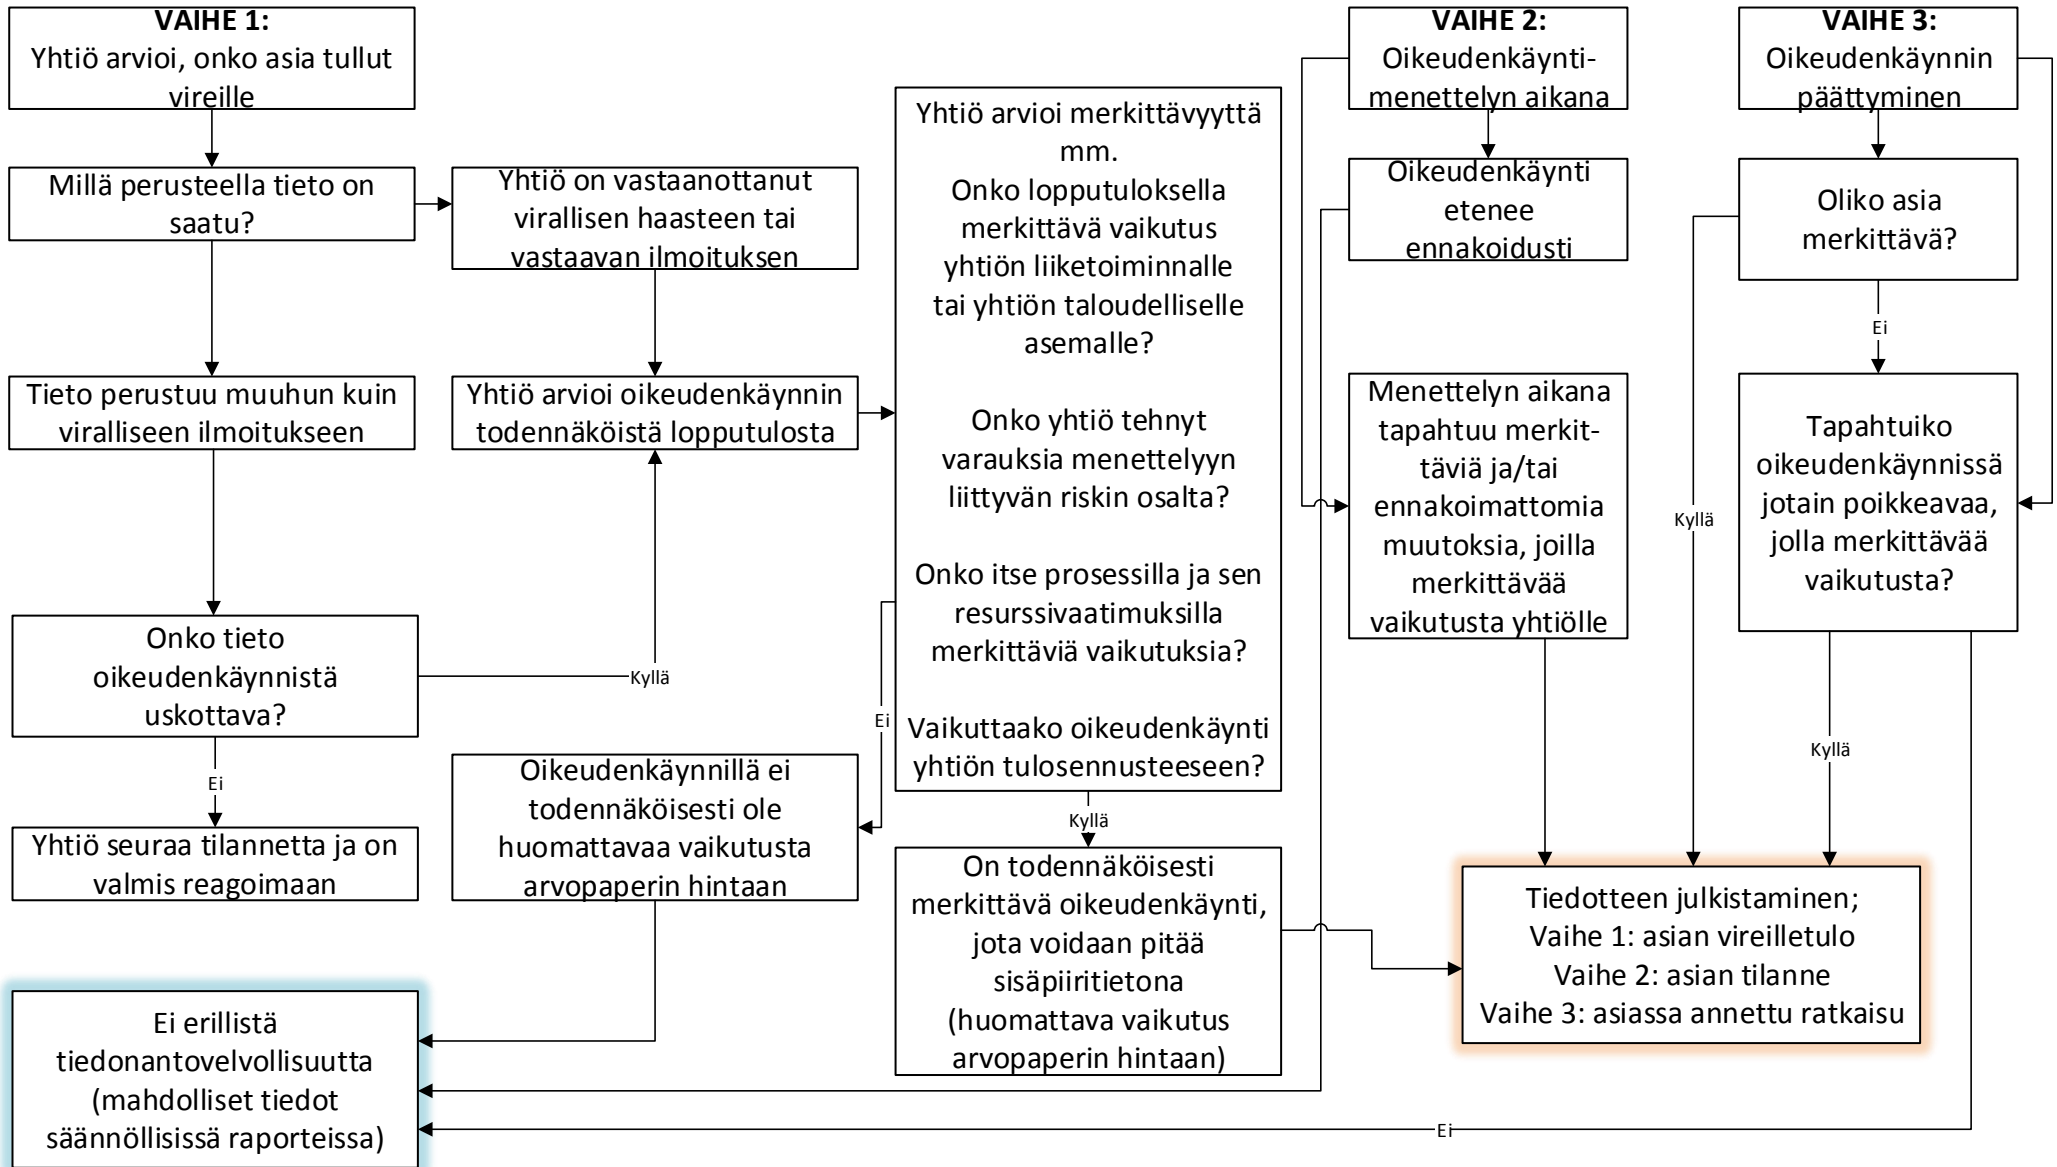 VAIHE 1:
Yhtiö arvioi, onko asia tullut
vireille
Millä perusteella tieto on
saatu?
Yhtiö on vastaanottanut
virallisen haasteen tai
vastaavan ilmoituksen
Tieto perustuu muuhun kuin
viralliseen ilmoitukseen
Yhtiö arvioi oikeudenkäynnin
todennäköistä lopputulosta
Onko tieto
oikeudenkäynnistä
uskottava?
Kyllä
Ei
Yhtiö seuraa tilannetta ja on
valmis reagoimaan
Yhtiö arvioi merkittävyyttä
mm.
Onko lopputuloksella
merkittävä vaikutus
yhtiön liiketoiminnalle
tai yhtiön taloudelliselle
asemalle?
Onko yhtiö tehnyt
varauksia menettelyyn
liittyvän riskin osalta?
Onko itse prosessilla ja sen
resurssivaatimuksilla
merkittäviä vaikutuksia?
Vaikuttaako oikeudenkäynti
yhtiön tulosennusteeseen?
Ei
Kyllä
Oikeudenkäynnillä ei
todennäköisesti ole
huomattavaa vaikutusta
arvopaperin hintaan
On todennäköisesti
merkittävä oikeudenkäynti,
jota voidaan pitää
sisäpiiritietona
(huomattava vaikutus
arvopaperin hintaan)
Ei erillistä
tiedonantovelvollisuutta
(mahdolliset tiedot
säännöllisissä raporteissa)
VAIHE 2:
Oikeudenkäynti-
menettelyn aikana
Oikeudenkäynti
etenee
ennakoidusti
Menettelyn aikana
tapahtuu merkit-
täviä ja/tai
ennakoimattomia
muutoksia, joilla
merkittävää
vaikutusta yhtiölle
VAIHE 3:
Oikeudenkäynnin
päättyminen
Oliko asia
merkittävä?
Ei
Kyllä
Tapahtuiko
oikeudenkäynnissä
jotain poikkeavaa,
jolla merkittävää
vaikutusta?
Kyllä
Ei
Tiedotteen julkistaminen;
Vaihe 1: asian vireilletulo
Vaihe 2: asian tilanne
Vaihe 3: asiassa annettu ratkaisu